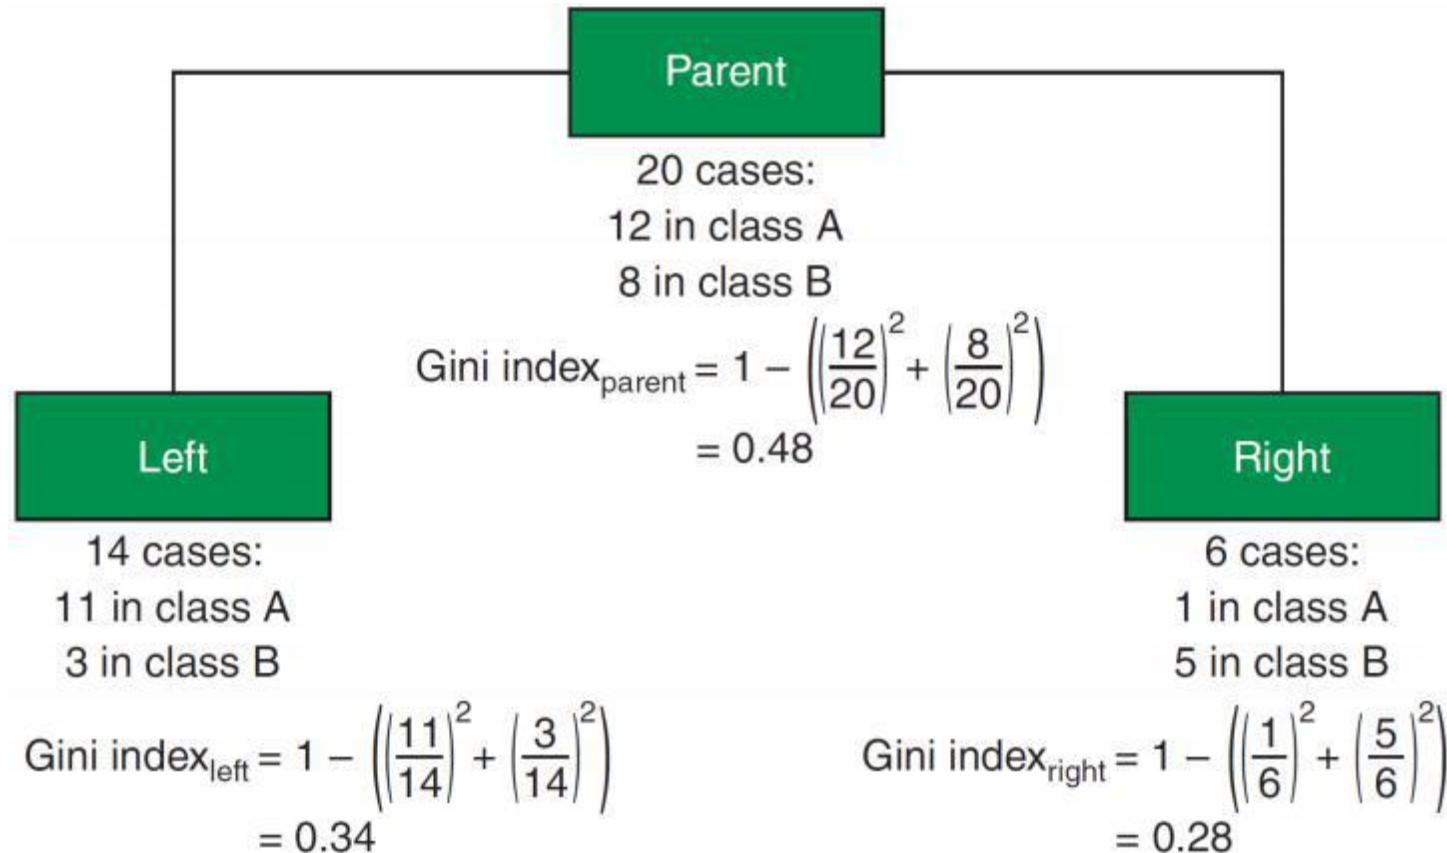 Parent
20 cases:
12 in class A
8 in class B
Gini index_parent = 1 − ((12/20)² + (8/20)²)
= 0.48
Left
14 cases:
11 in class A
3 in class B
Gini index_left = 1 − ((11/14)² + (3/14)²)
= 0.34
Right
6 cases:
1 in class A
5 in class B
Gini index_right = 1 − ((1/6)² + (5/6)²)
= 0.28